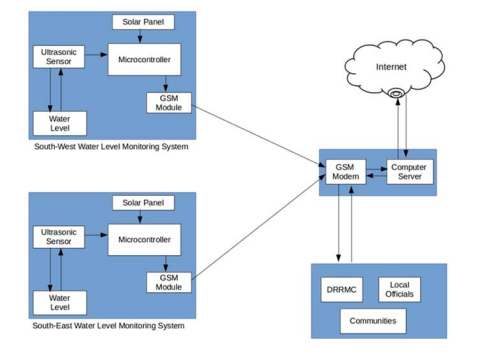 Solar Panel
Ultrasonic
Sensor
Microcontroller
GSM
Module
Water
Level
South-West Water Level Monitoring System
Solar Panel
Ultrasonic
Sensor
Microcontroller
GSM
Module
Water Level
South-East Water Level Monitoring System
Internet
GSM
Modem
Computer
Server
DRRMC
Local
Officials
Communities